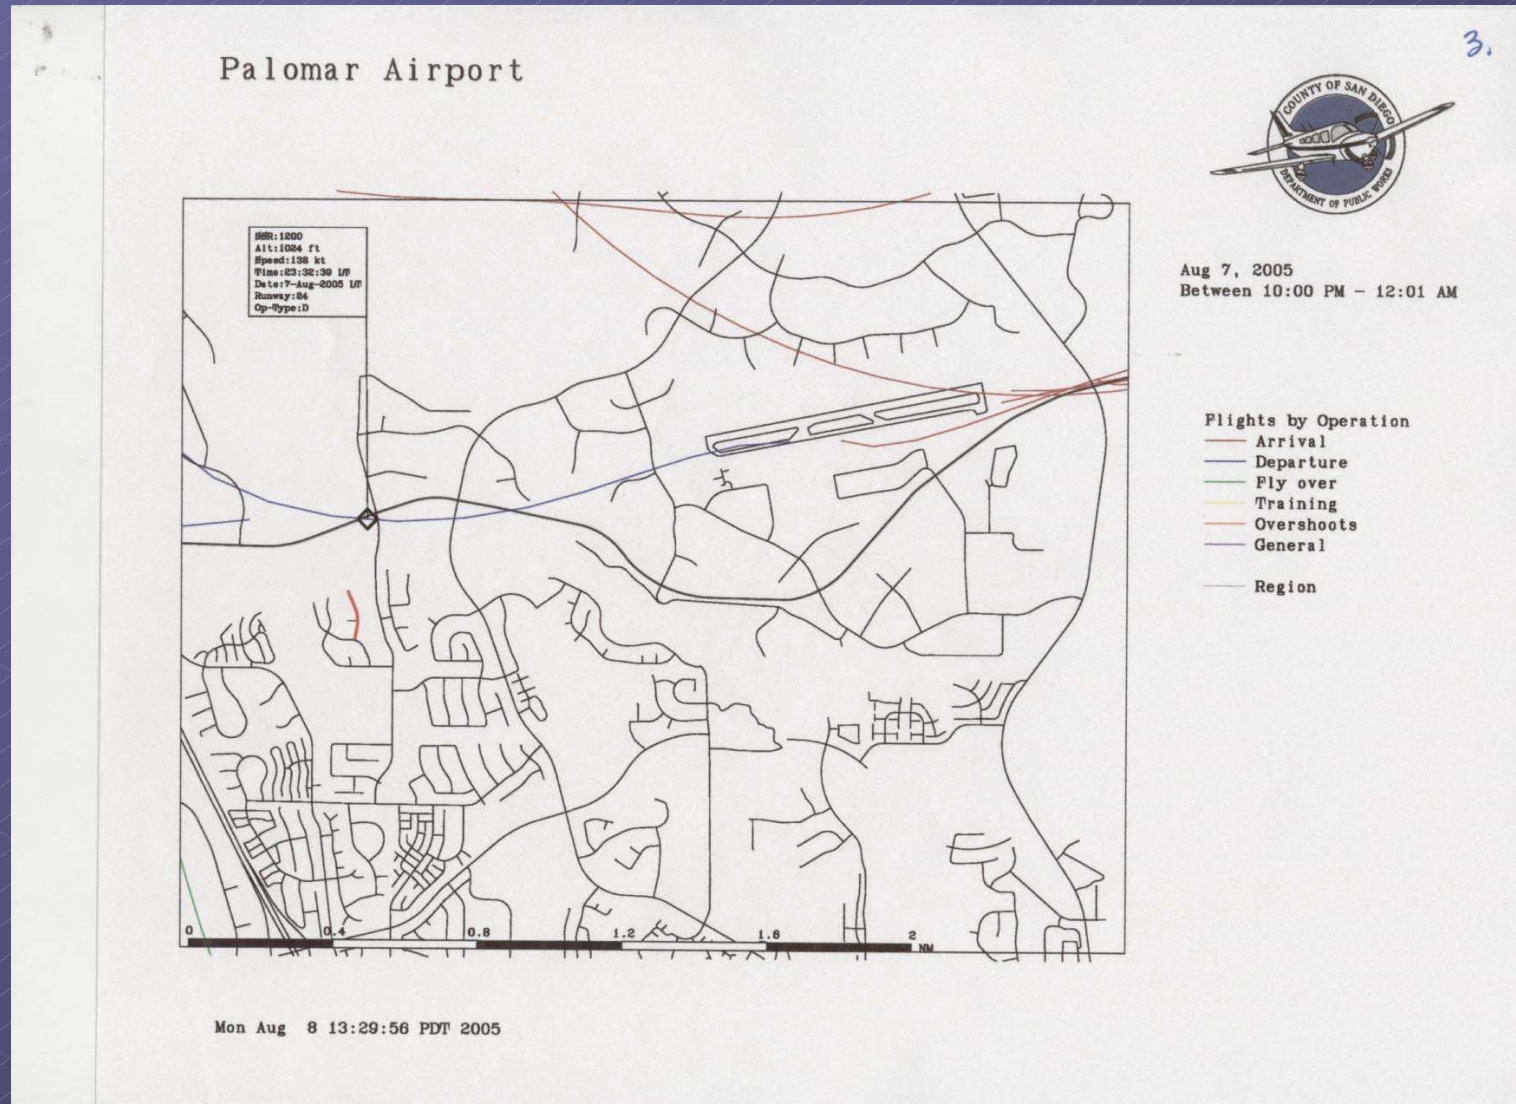 3.
Palomar Airport
COUNTY OF SAN DIEGO
DEPARTMENT OF PUBLIC WORKS
SSR:1200
Alt:1024 ft
Speed:138 kt
Time:23:32:39 LT
Date:7-Aug-2005 LT
Runway:24
Op-Type:D
Aug 7, 2005
Between 10:00 PM - 12:01 AM
Flights by Operation
Arrival
Departure
Fly over
Training
Overshoots
General
Region
0 0.4 0.8 1.2 1.6 2 NM
Mon Aug 8 13:29:56 PDT 2005